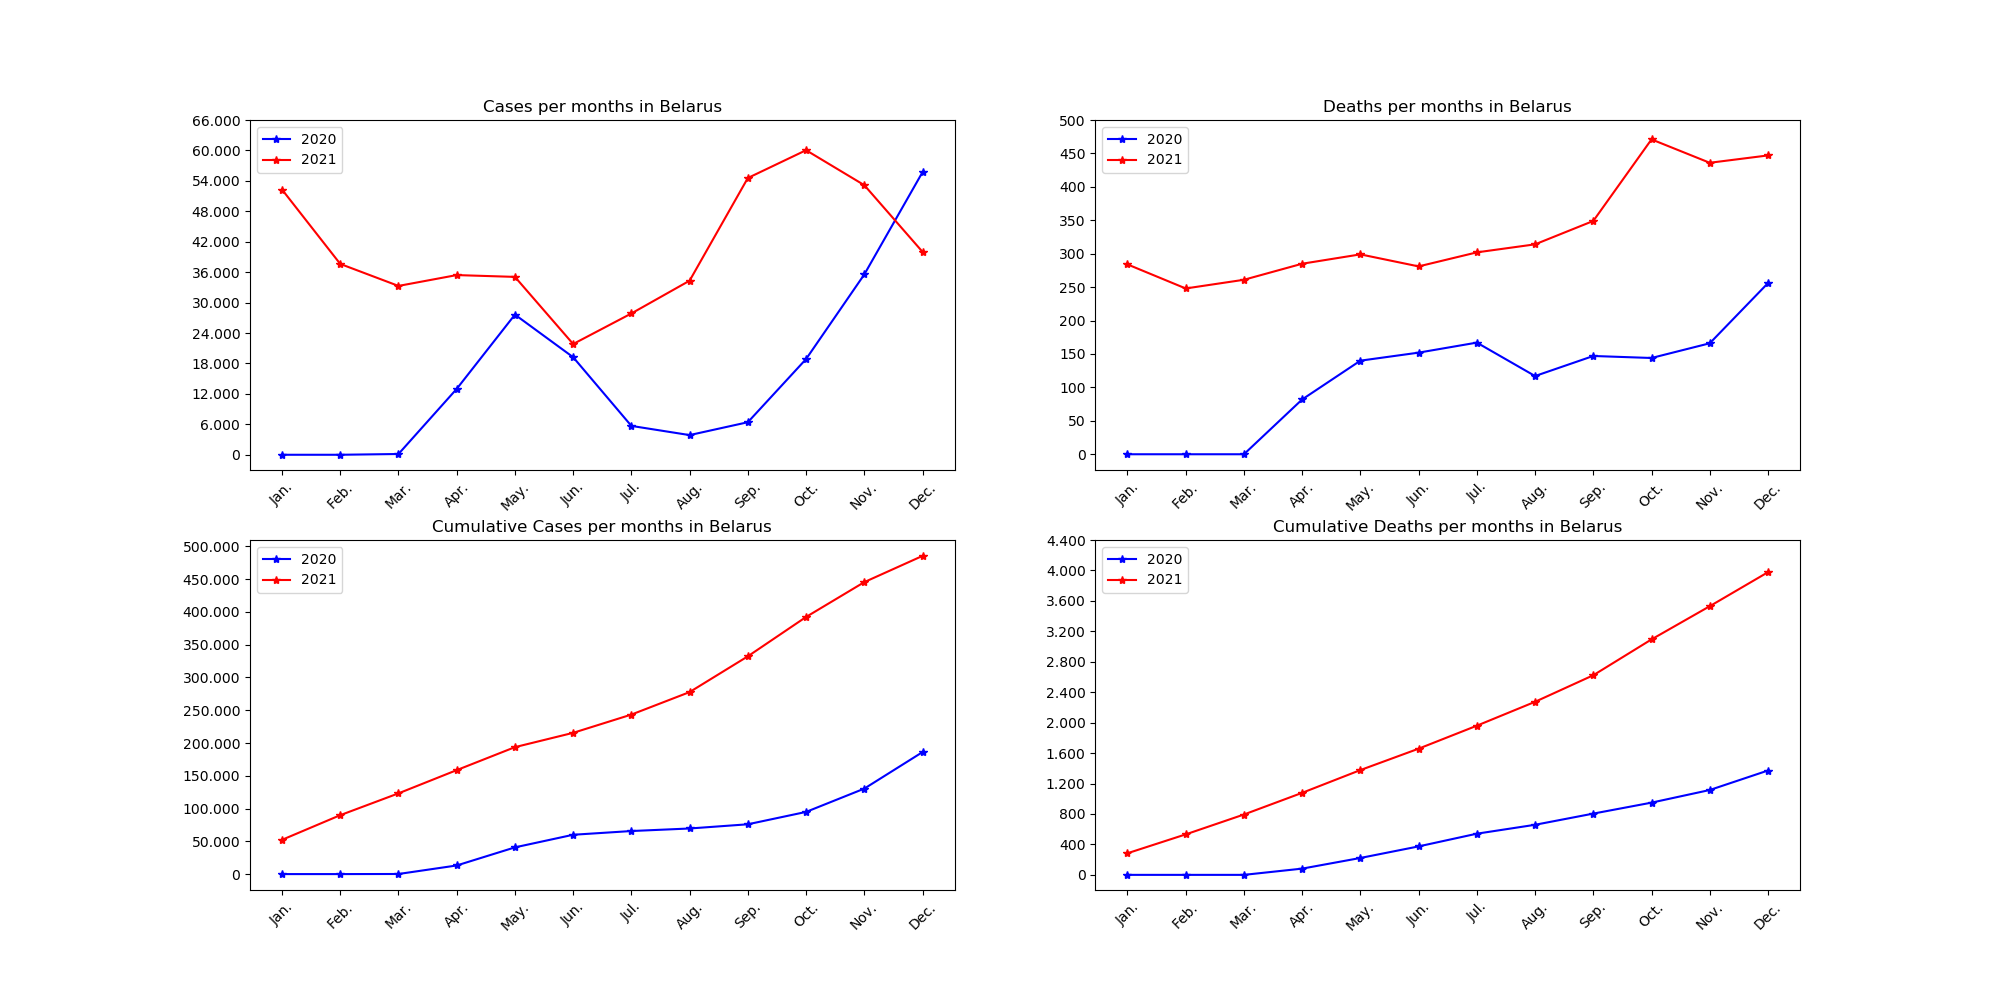 Cases per months in Belarus
66.000
60.000
54.000
48.000
42.000
36.000
30.000
24.000
18.000
12.000
6.000
0
2020
2021
Jan.
Feb.
Mar.
Apr.
May.
Jun.
Jul.
Aug.
Sep.
Oct.
Nov.
Dec.
Deaths per months in Belarus
500
450
400
350
300
250
200
150
100
50
0
2020
2021
Jan.
Feb.
Mar.
Apr.
May.
Jun.
Jul.
Aug.
Sep.
Oct.
Nov.
Dec.
Cumulative Cases per months in Belarus
500.000
450.000
400.000
350.000
300.000
250.000
200.000
150.000
100.000
50.000
0
2020
2021
Jan.
Feb.
Mar.
Apr.
May.
Jun.
Jul.
Aug.
Sep.
Oct.
Nov.
Dec.
Cumulative Deaths per months in Belarus
4.400
4.000
3.600
3.200
2.800
2.400
2.000
1.600
1.200
800
400
0
2020
2021
Jan.
Feb.
Mar.
Apr.
May.
Jun.
Jul.
Aug.
Sep.
Oct.
Nov.
Dec.